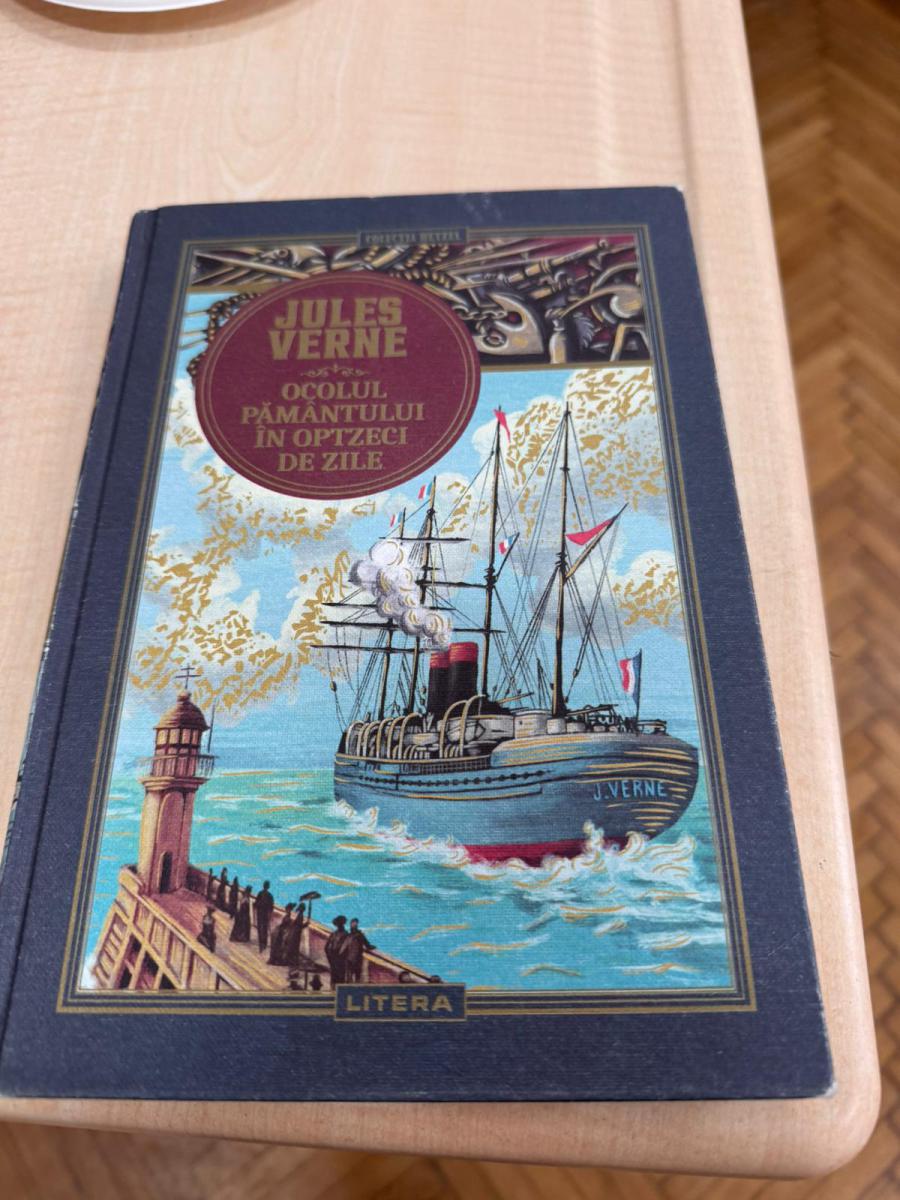 COLECȚIA HETZEL
JULES
VERNE
OCOLUL
PĂMÂNTULUI
ÎN OPTZECI
DE ZILE
J. VERNE
LITERA